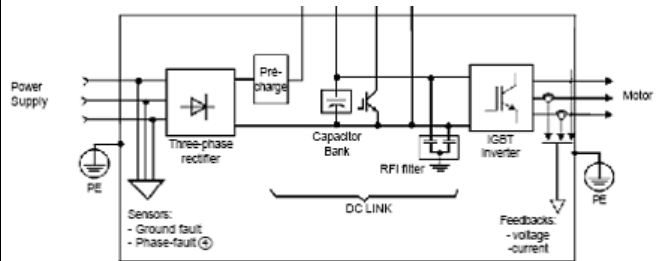 Pré-
charge
Power
Supply
Motor
Three-phase
rectifier
Capacitor
Bank
IGBT
Inverter
RFI filter
PE
PE
DC LINK
Sensors:
- Ground fault
- Phase-fault ④
Feedbacks:
- voltage
-current